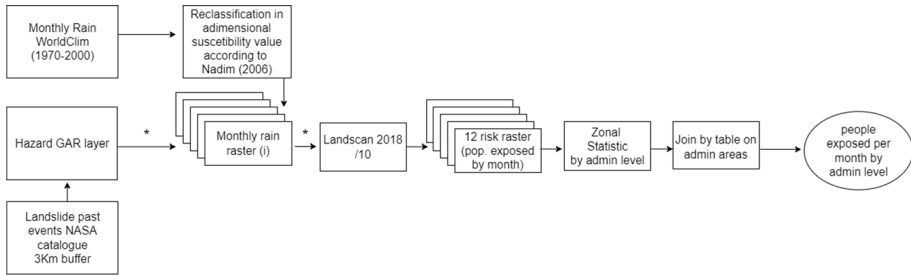 Monthly Rain
WorldClim
(1970-2000)
Reclassification in
adimensional
suscetibility value
according to
Nadim (2006)
Hazard GAR layer
*
Monthly rain
raster (i)
*
Landscan 2018
/10
12 risk raster
(pop. exposed
by month)
Zonal
Statistic
by admin level
Join by table on
admin areas
people
exposed per
month by
admin level
Landslide past
events NASA
catalogue
3Km buffer